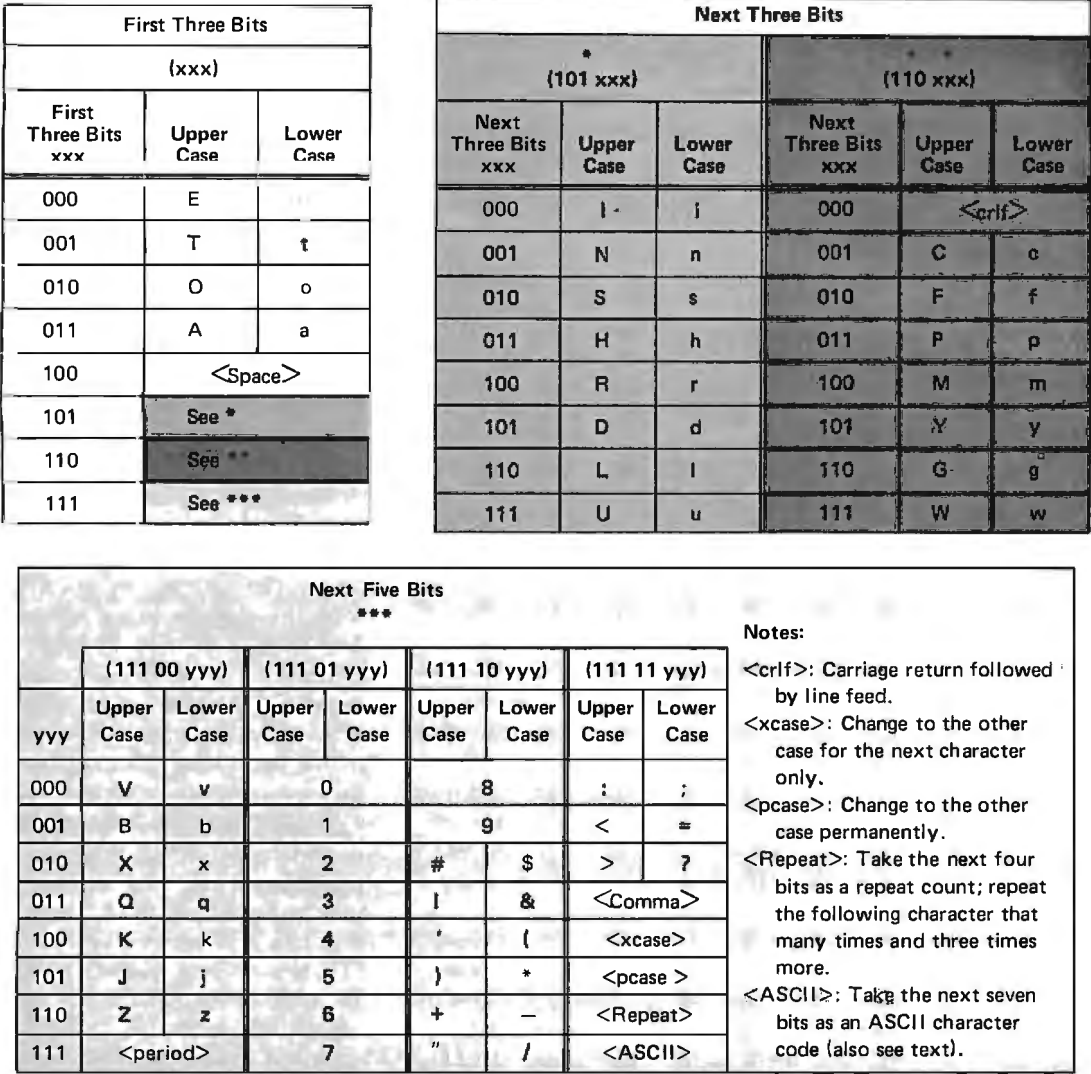 First Three Bits
(xxx)
First Three Bits xxx Upper Case Lower Case
000 E
001 T t
010 O o
011 A a
100 <Space>
101 See *
110 See **
111 See ***
Next Three Bits
*
(101 xxx)
Next Three Bits xxx Upper Case Lower Case
000 I i
001 N n
010 S s
011 H h
100 R r
101 D d
110 L l
111 U u
* *
(110 xxx)
Next Three Bits xxx Upper Case Lower Case
000 <crlf>
001 C c
010 F f
011 P p
100 M m
101 Y y
110 G g
111 W w
Next Five Bits
***
(111 00 yyy) (111 01 yyy) (111 10 yyy) (111 11 yyy)
yyy Upper Case Lower Case Upper Case Lower Case Upper Case Lower Case Upper Case Lower Case
000 V v 0 8 : ;
001 B b 1 9 < =
010 X x 2 # $ > ?
011 Q q 3 & <Comma>
100 K k 4 ' ( <xcase>
101 J j 5 ) * <pcase >
110 Z z 6 + — <Repeat>
111 <period> 7 " / <ASCII>
Notes:
<crlf>: Carriage return followed
by line feed.
<xcase>: Change to the other
case for the next character
only.
<pcase>: Change to the other
case permanently.
<Repeat>: Take the next four
bits as a repeat count; repeat
the following character that
many times and three times
more.
<ASCII>: Take the next seven
bits as an ASCII character
code (also see text).